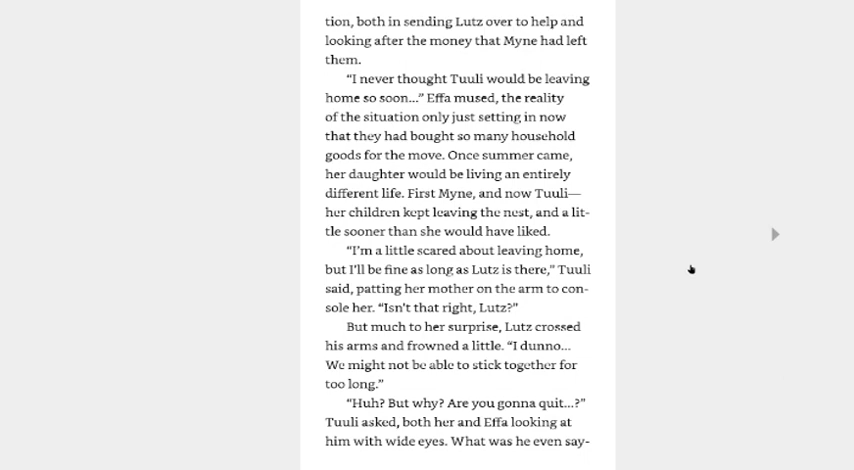 tion, both in sending Lutz over to help and
looking after the money that Myne had left
them.
“I never thought Tuuli would be leaving
home so soon...” Effa mused, the reality
of the situation only just setting in now
that they had bought so many household
goods for the move. Once summer came,
her daughter would be living an entirely
different life. First Myne, and now Tuuli—
her children kept leaving the nest, and a lit-
tle sooner than she would have liked.
“I’m a little scared about leaving home,
but I’ll be fine as long as Lutz is there,” Tuuli
said, patting her mother on the arm to con-
sole her. “Isn’t that right, Lutz?”
But much to her surprise, Lutz crossed
his arms and frowned a little. “I dunno...
We might not be able to stick together for
too long.”
“Huh? But why? Are you gonna quit...?”
Tuuli asked, both her and Effa looking at
him with wide eyes. What was he even say-